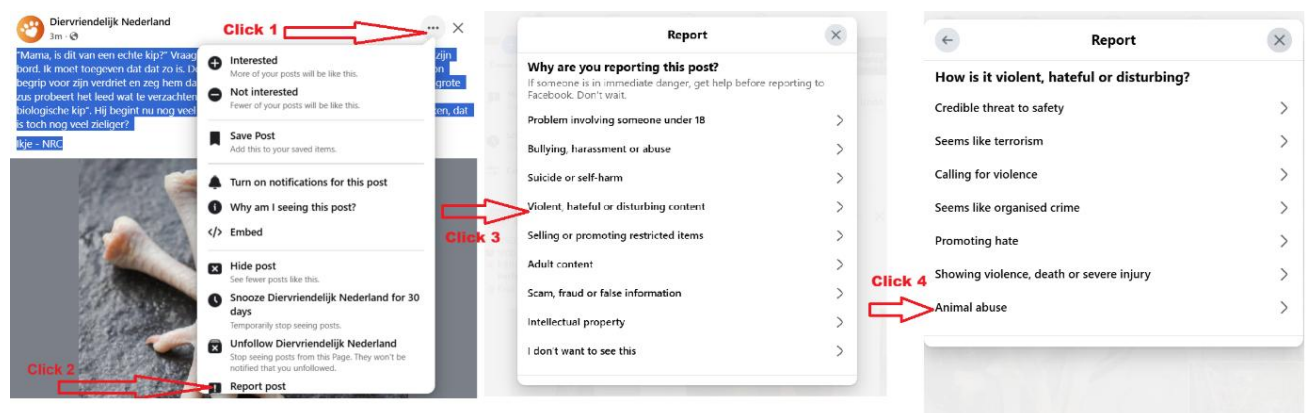 Diervriendelijk Nederland
3m
Click 1
"Mama, is dit van een echte kip?" Vraag zijn
bord. Ik moet toegeven dat dat zo is. D on
begrip voor zijn verdriet en zeg hem da grote
zus probeert het leed wat te verzachten
biologische kip". Hij begint nu nog veel ten, dat
is toch nog veel zieliger?
Ikje - NRC
Interested
More of your posts will be like this.
Not interested
Fewer of your posts will be like this.
Save Post
Add this to your saved items.
Turn on notifications for this post
Why am I seeing this post?
</> Embed
Hide post
See fewer posts like this.
Snooze Diervriendelijk Nederland for 30
days
Temporarily stop seeing posts.
Unfollow Diervriendelijk Nederland
Stop seeing posts from this Page. They won't be
notified that you unfollowed.
Click 2
Report post
Report
Why are you reporting this post?
If someone is in immediate danger, get help before reporting to
Facebook. Don't wait.
Problem involving someone under 18
Bullying, harassment or abuse
Suicide or self-harm
Violent, hateful or disturbing content
Click 3
Selling or promoting restricted items
Adult content
Scam, fraud or false information
Intellectual property
I don't want to see this
Report
How is it violent, hateful or disturbing?
Credible threat to safety
Seems like terrorism
Calling for violence
Seems like organised crime
Promoting hate
Showing violence, death or severe injury
Click 4
Animal abuse